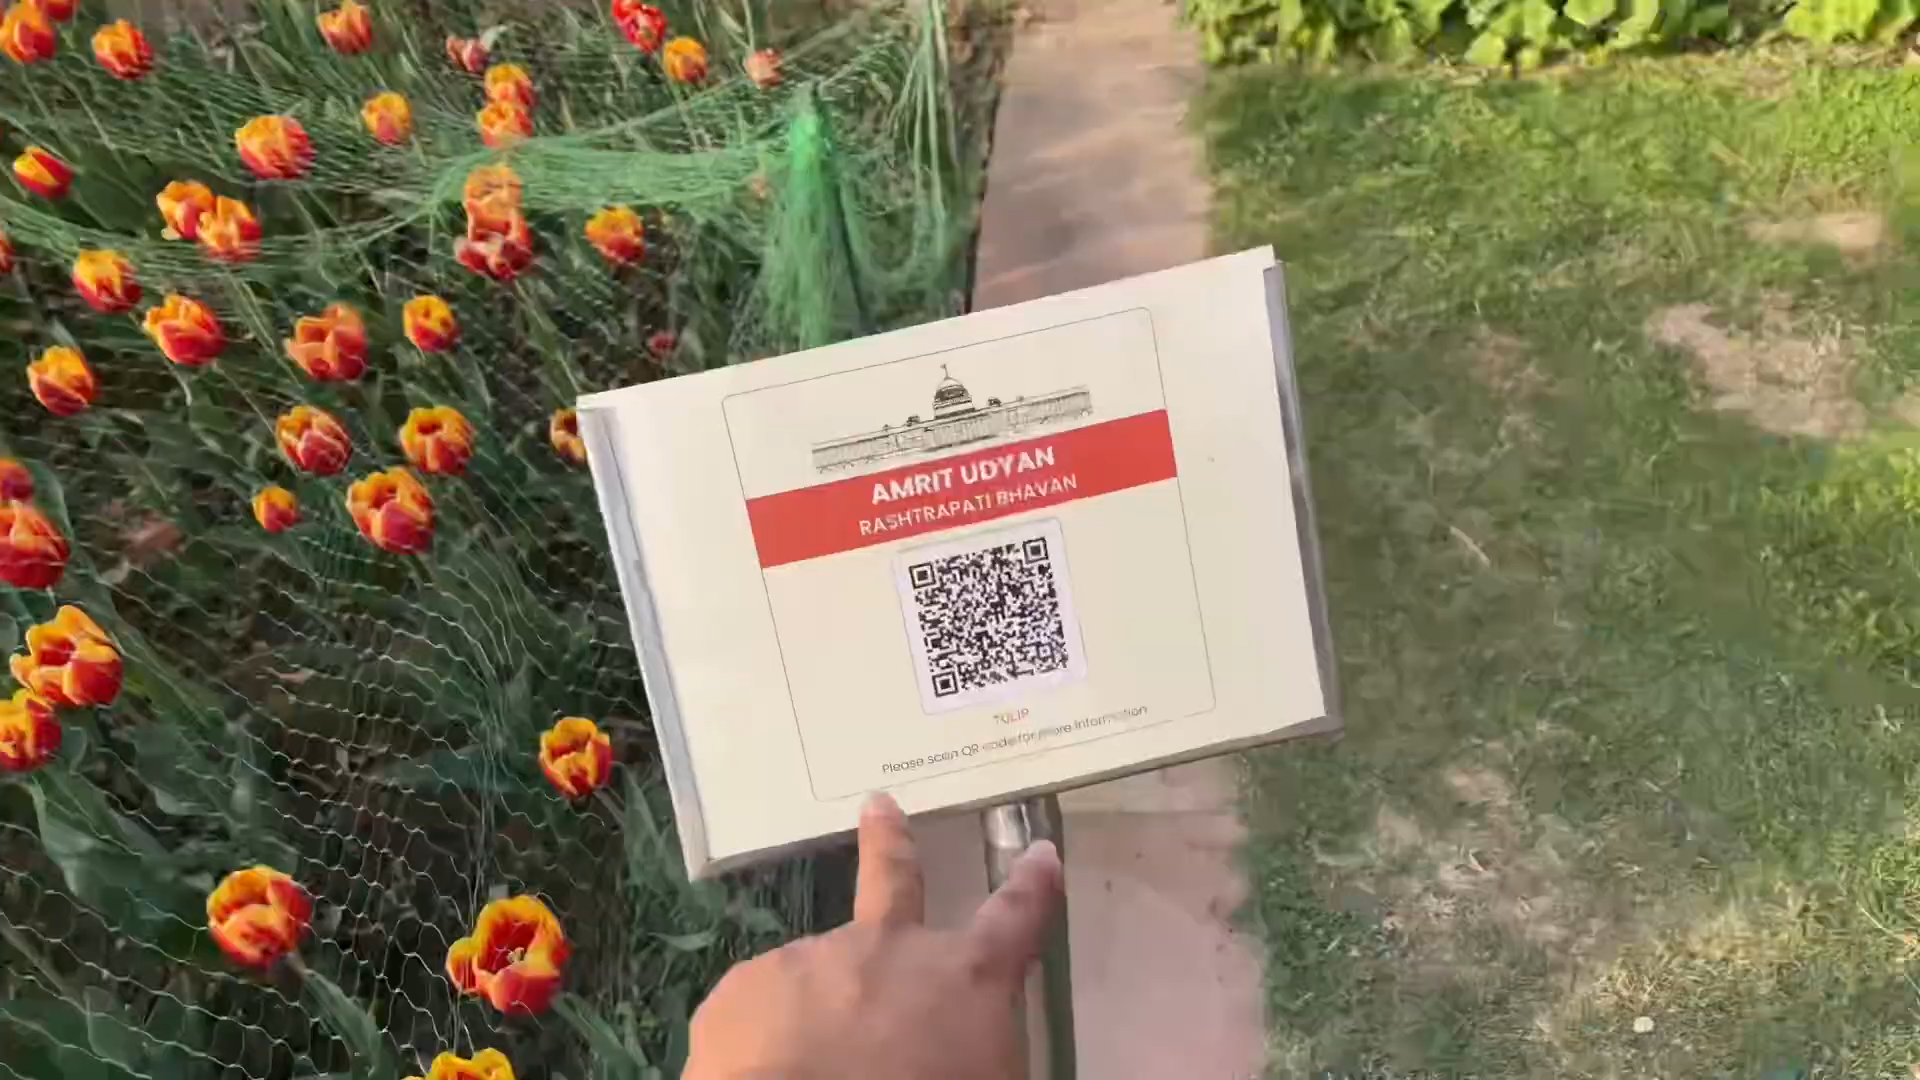 AMRIT UDYAN
RASHTRAPATI BHAVAN
TULIP
Please scan QR code for more Information